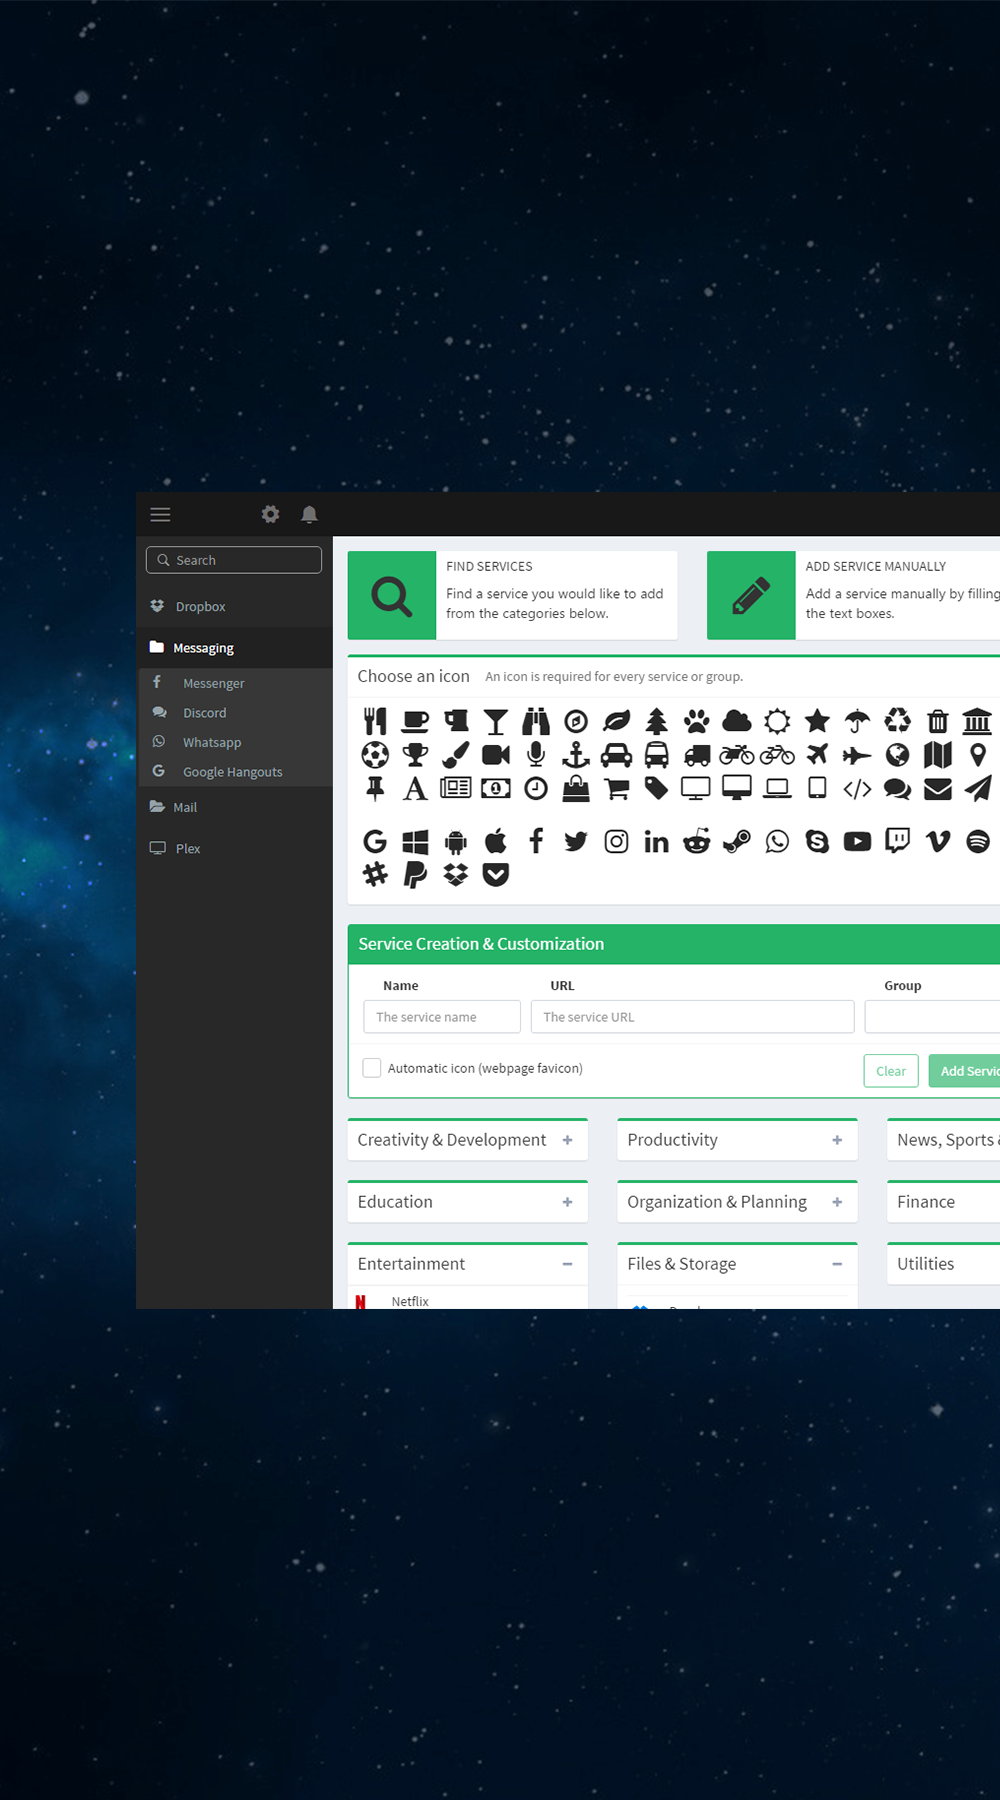 Search
Dropbox
Messaging
Messenger
Discord
Whatsapp
Google Hangouts
Mail
Plex
FIND SERVICES
Find a service you would like to add
from the categories below.
ADD SERVICE MANUALLY
Add a service manually by filling
the text boxes.
Choose an icon An icon is required for every service or group.
Service Creation & Customization
Name URL Group
The service name The service URL
Automatic icon (webpage favicon) Clear Add
Creativity & Development Productivity News, Sports &
Education Organization & Planning Finance
Entertainment Files & Storage Utilities
Netflix